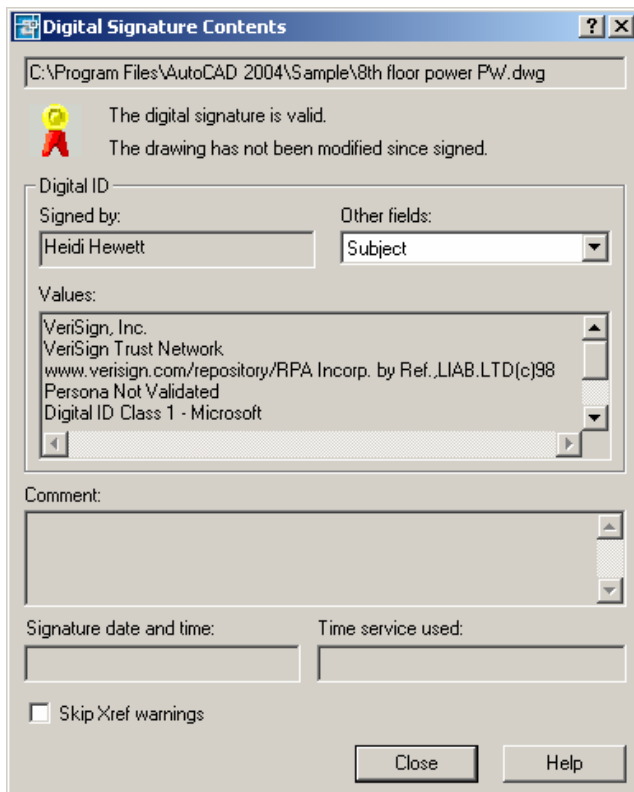 Digital Signature Contents
C:\Program Files\AutoCAD 2004\Sample\8th floor power PW.dwg
The digital signature is valid.
The drawing has not been modified since signed.
Digital ID
Signed by:
Other fields:
Heidi Hewett
Subject
Values:
VeriSign, Inc.
VeriSign Trust Network
www.verisign.com/repository/RPA Incorp. by Ref.,LIAB.LTD(c)98
Persona Not Validated
Digital ID Class 1 - Microsoft
Comment:
Signature date and time:
Time service used:
Skip Xref warnings
Close
Help